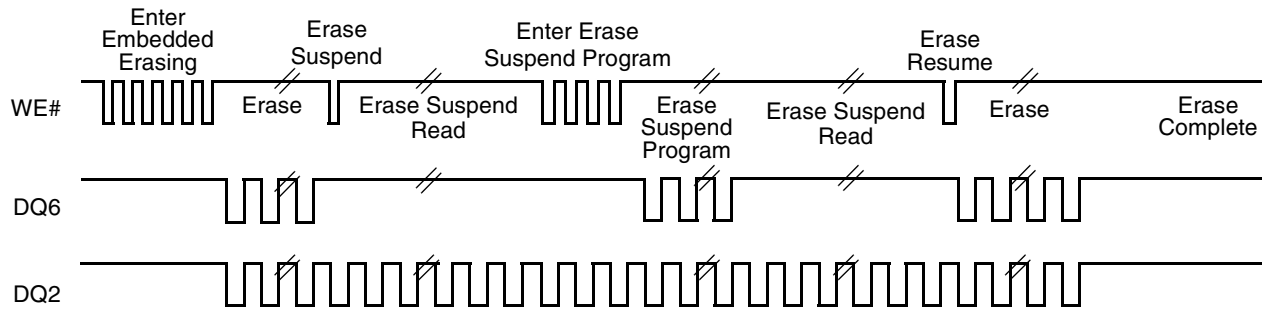 Enter
Embedded
Erasing
Erase
Suspend
Enter Erase
Suspend Program
Erase
Resume
WE#
Erase
Erase Suspend
Read
Erase
Suspend
Program
Erase Suspend
Read
Erase
Erase
Complete
DQ6
DQ2